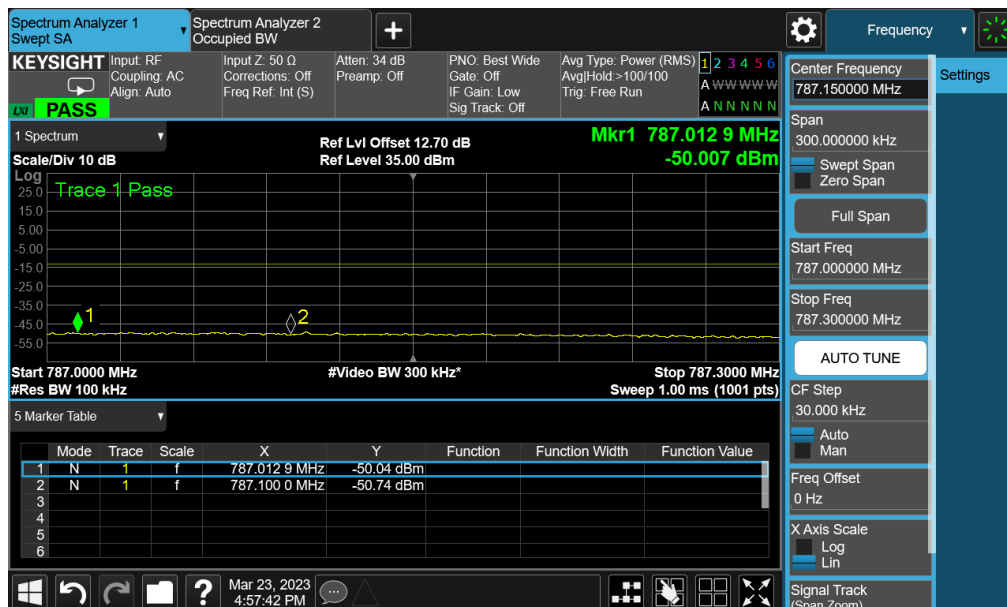 Spectrum Analyzer 1
Swept SA
Spectrum Analyzer 2
Occupied BW
Frequency
KEYSIGHT
LXI
PASS
Input: RF
Coupling: AC
Align: Auto
Input Z: 50 Ω
Corrections: Off
Freq Ref: Int (S)
Atten: 34 dB
Preamp: Off
PNO: Best Wide
Gate: Off
IF Gain: Low
Sig Track: Off
Avg Type: Power (RMS)
Avg|Hold:>100/100
Trig: Free Run
1 2 3 4 5 6
A W W W W W
A N N N N N
1 Spectrum
Scale/Div 10 dB
Ref Lvl Offset 12.70 dB
Ref Level 35.00 dBm
Mkr1 787.012 9 MHz
-50.007 dBm
Log
Trace 1 Pass
25.0
15.0
5.00
-5.00
-15.0
-25.0
-35.0
-45.0
-55.0
1
2
Start 787.0000 MHz
#Video BW 300 kHz*
Stop 787.3000 MHz
#Res BW 100 kHz
Sweep 1.00 ms (1001 pts)
5 Marker Table
Mode Trace Scale X Y Function Function Width Function Value
1 N 1 f 787.012 9 MHz -50.04 dBm
2 N 1 f 787.100 0 MHz -50.74 dBm
3
4
5
6
Mar 23, 2023
4:57:42 PM
Center Frequency
787.150000 MHz
Settings
Span
300.000000 kHz
Swept Span
Zero Span
Full Span
Start Freq
787.000000 MHz
Stop Freq
787.300000 MHz
AUTO TUNE
CF Step
30.000 kHz
Auto
Man
Freq Offset
0 Hz
X Axis Scale
Log
Lin
Signal Track
(Span Zoom)